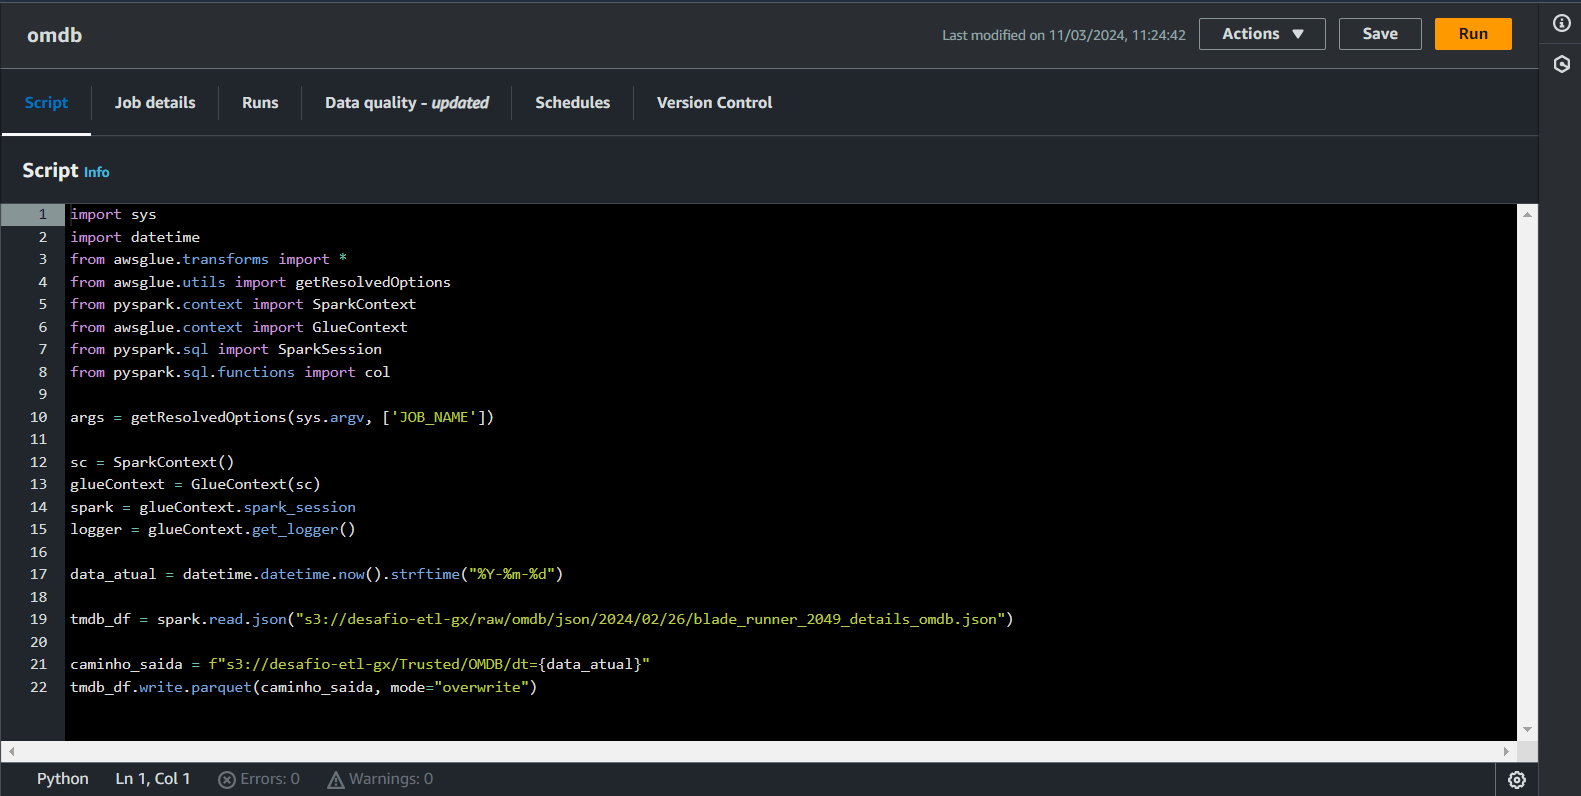 omdb
Last modified on 11/03/2024, 11:24:42
Actions
Save
Run
Script
Job details
Runs
Data quality - updated
Schedules
Version Control
Script Info
1 import sys
2 import datetime
3 from awsglue.transforms import *
4 from awsglue.utils import getResolvedOptions
5 from pyspark.context import SparkContext
6 from awsglue.context import GlueContext
7 from pyspark.sql import SparkSession
8 from pyspark.sql.functions import col
9
10 args = getResolvedOptions(sys.argv, ['JOB_NAME'])
11
12 sc = SparkContext()
13 glueContext = GlueContext(sc)
14 spark = glueContext.spark_session
15 logger = glueContext.get_logger()
16
17 data_atual = datetime.datetime.now().strftime("%Y-%m-%d")
18
19 tmdb_df = spark.read.json("s3://desafio-etl-gx/raw/omdb/json/2024/02/26/blade_runner_2049_details_omdb.json")
20
21 caminho_saida = f"s3://desafio-etl-gx/Trusted/OMDB/dt={data_atual}"
22 tmdb_df.write.parquet(caminho_saida, mode="overwrite")
Python
Ln 1, Col 1
Errors: 0
Warnings: 0